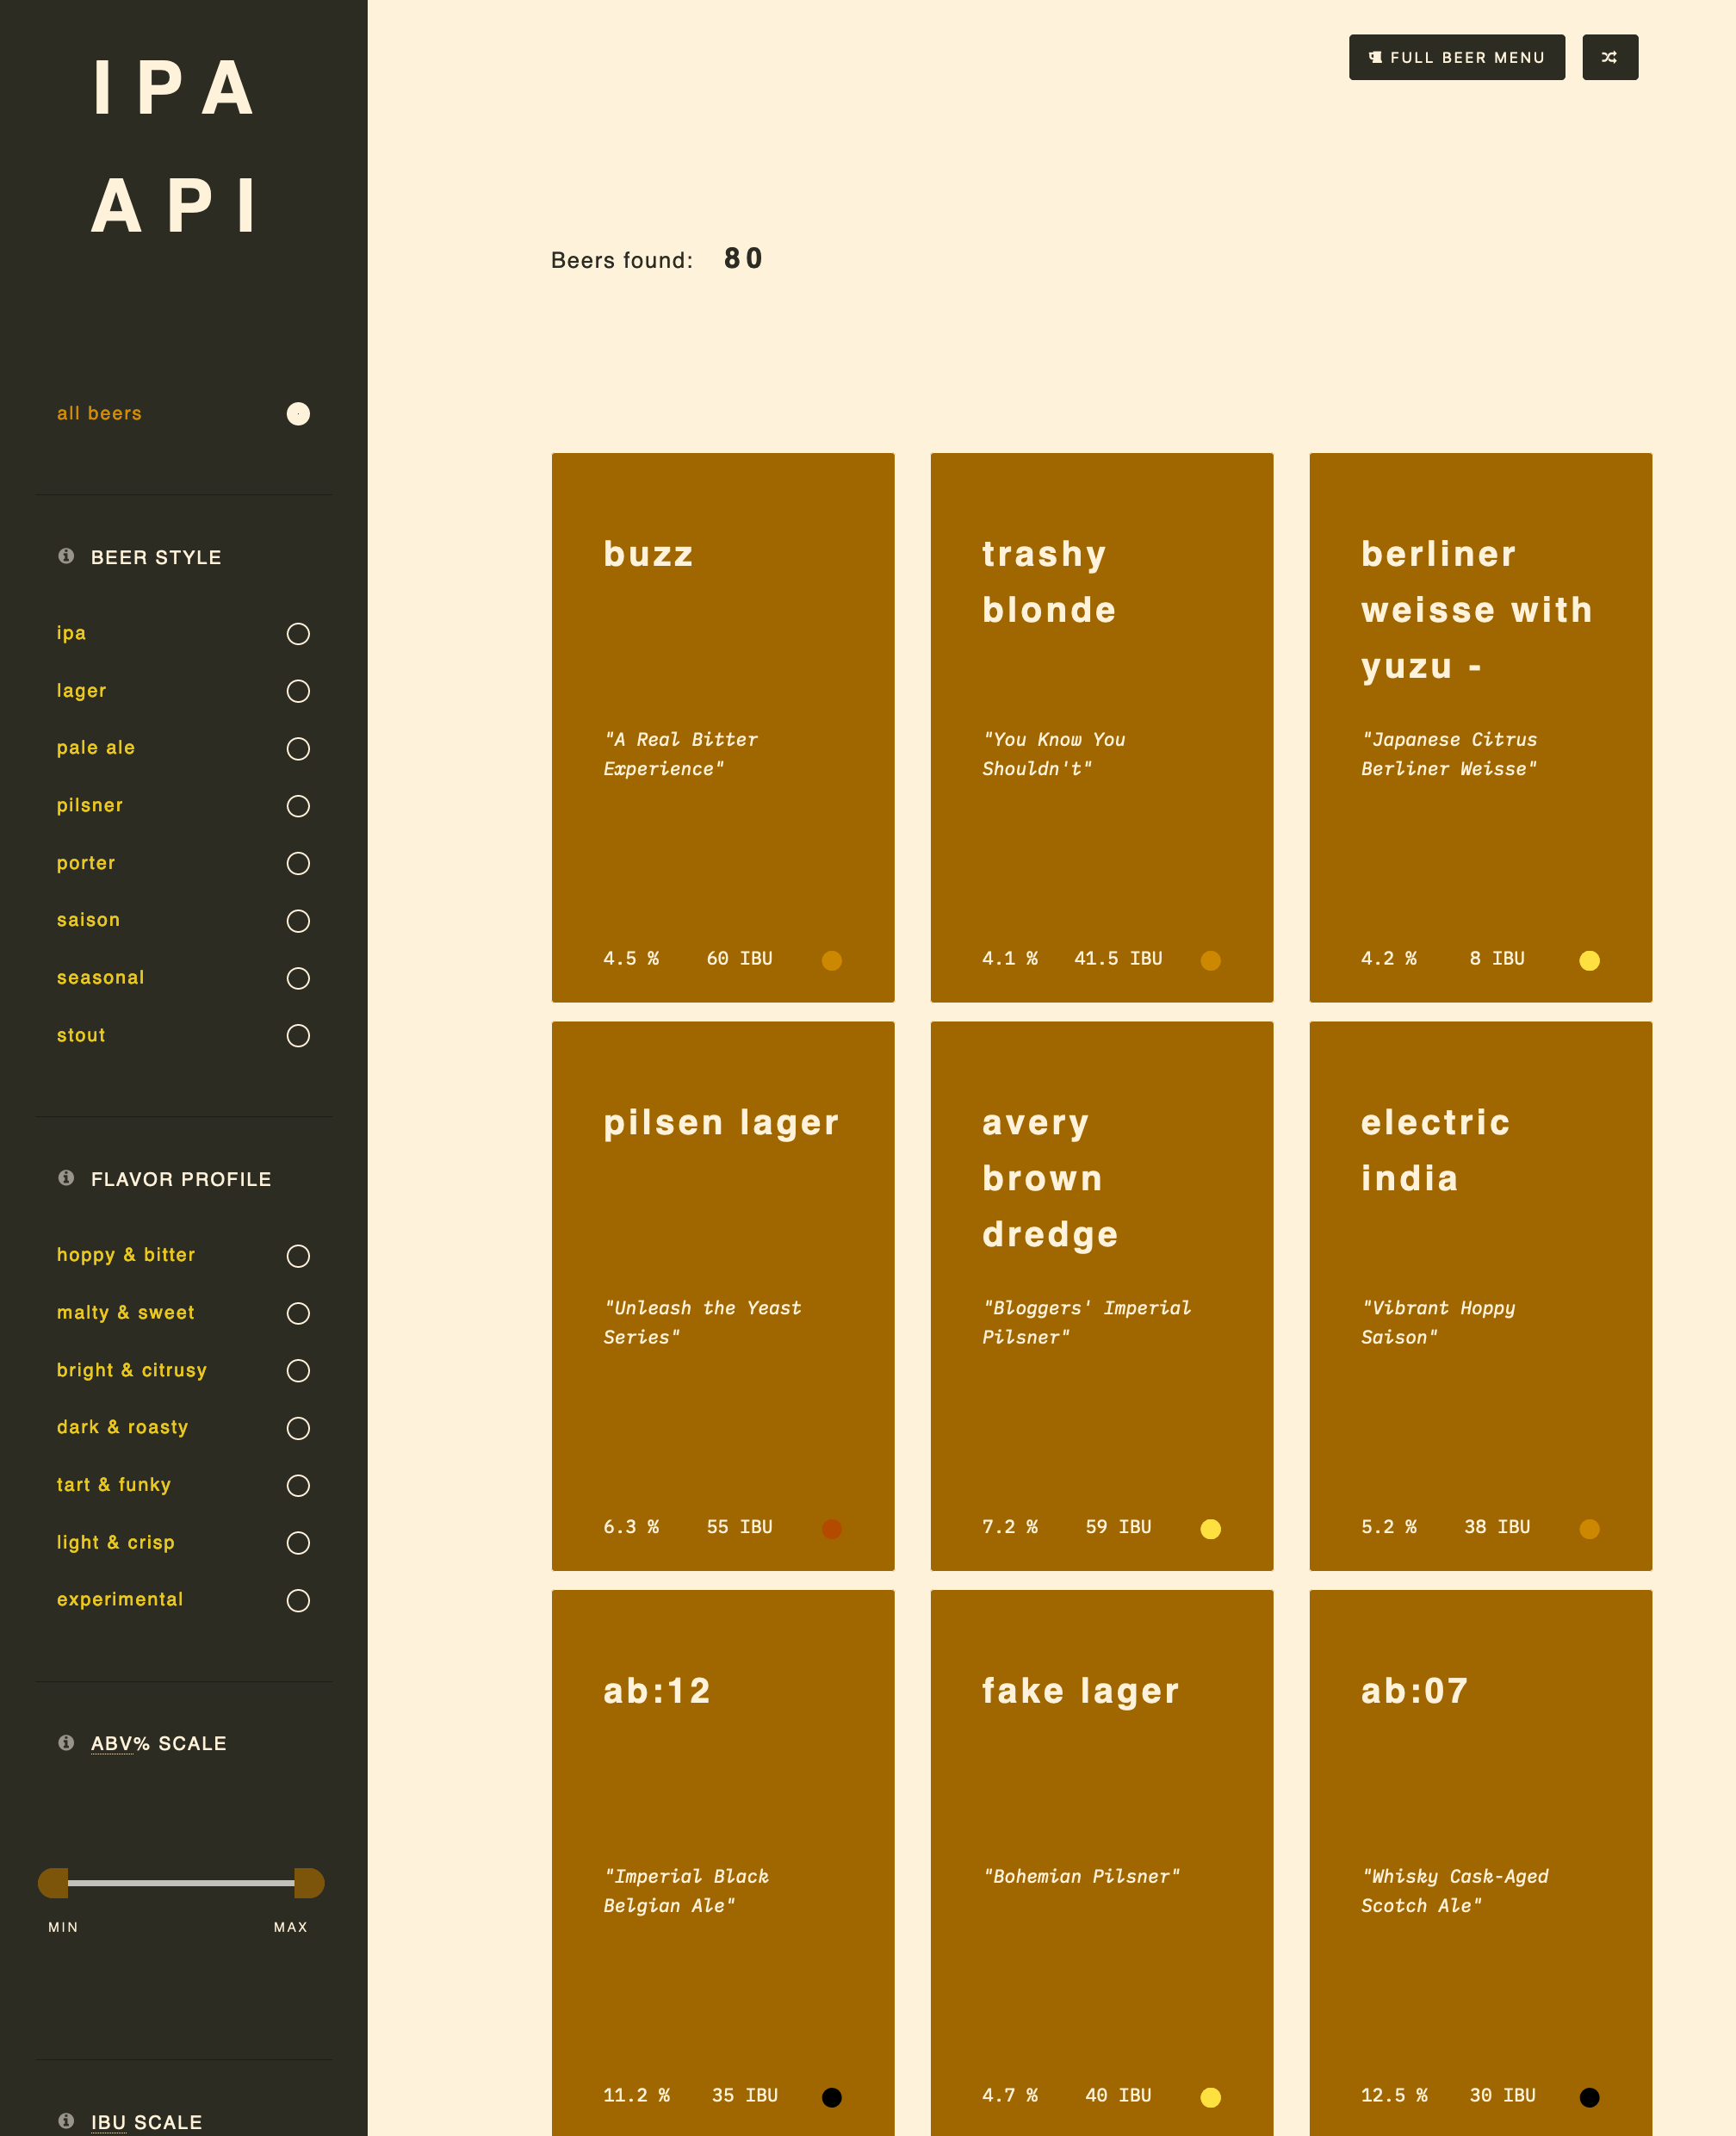 IPA
API
all beers
BEER STYLE
ipa
lager
pale ale
pilsner
porter
saison
seasonal
stout
FLAVOR PROFILE
hoppy & bitter
malty & sweet
bright & citrusy
dark & roasty
tart & funky
light & crisp
experimental
ABV% SCALE
MIN MAX
IBU SCALE
FULL BEER MENU
Beers found: 80
buzz
"A Real Bitter
Experience"
4.5 % 60 IBU
trashy
blonde
"You Know You
Shouldn't"
4.1 % 41.5 IBU
berliner
weisse with
yuzu -
"Japanese Citrus
Berliner Weisse"
4.2 % 8 IBU
pilsen lager
"Unleash the Yeast
Series"
6.3 % 55 IBU
avery
brown
dredge
"Bloggers' Imperial
Pilsner"
7.2 % 59 IBU
electric
india
"Vibrant Hoppy
Saison"
5.2 % 38 IBU
ab:12
"Imperial Black
Belgian Ale"
11.2 % 35 IBU
fake lager
"Bohemian Pilsner"
4.7 % 40 IBU
ab:07
"Whisky Cask-Aged
Scotch Ale"
12.5 % 30 IBU